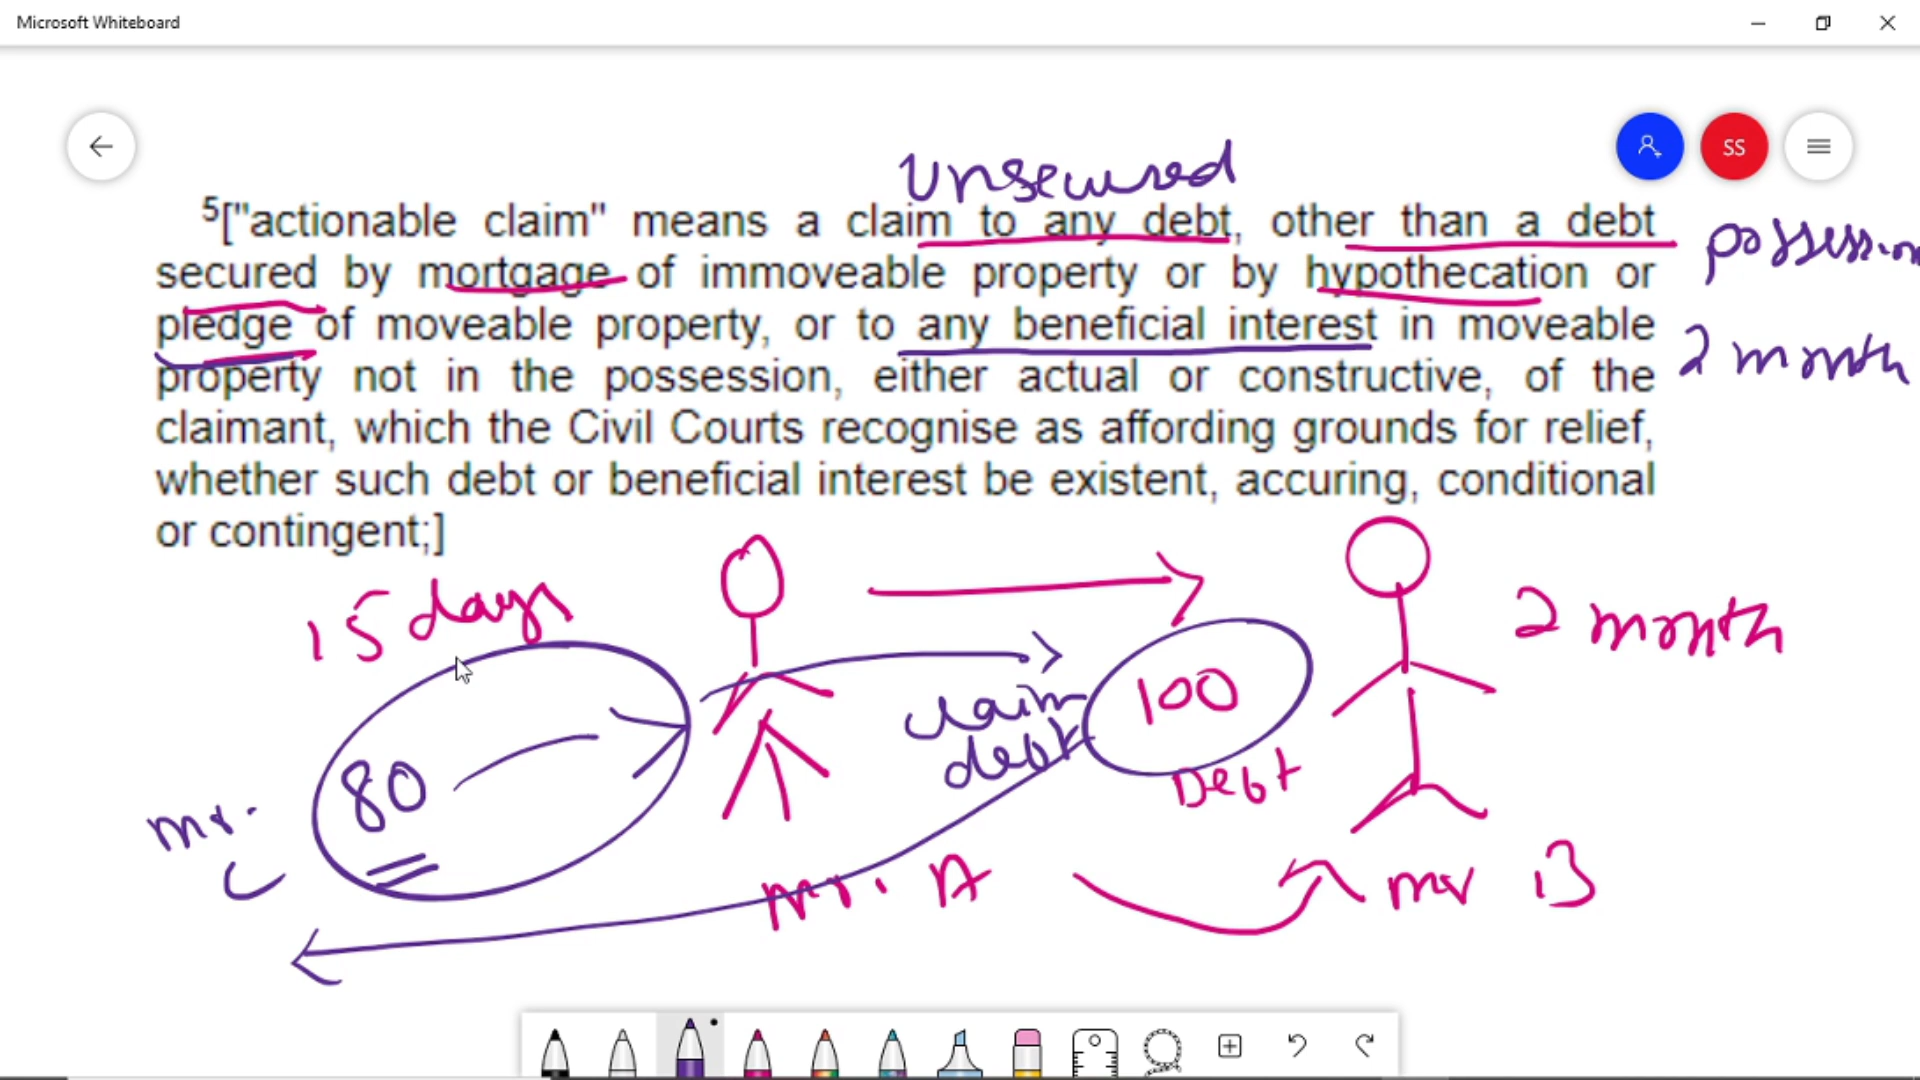 Microsoft Whiteboard
SS
Unsecured
5["actionable claim" means a claim to any debt, other than a debt
secured by mortgage of immoveable property or by hypothecation or
pledge of moveable property, or to any beneficial interest in moveable
property not in the possession, either actual or constructive, of the
claimant, which the Civil Courts recognise as affording grounds for relief,
whether such debt or beneficial interest be existent, accuring, conditional
or contingent;]
possession
2 month
15 days
2 month
claim
debt
100
Debt
80
mr.
C
mr. A
mr B